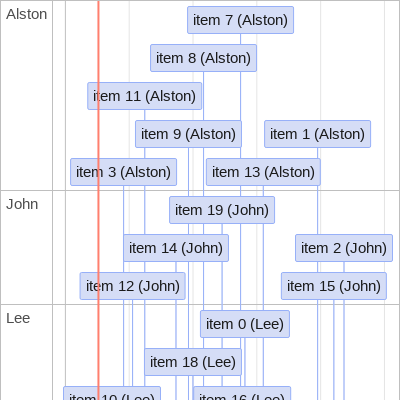 Alston
item 7 (Alston)
item 8 (Alston)
item 11 (Alston)
item 9 (Alston)
item 1 (Alston)
item 3 (Alston)
item 13 (Alston)
John
item 19 (John)
item 14 (John)
item 2 (John)
item 12 (John)
item 15 (John)
Lee
item 0 (Lee)
item 18 (Lee)
item 10 (Lee)
item 16 (Lee)